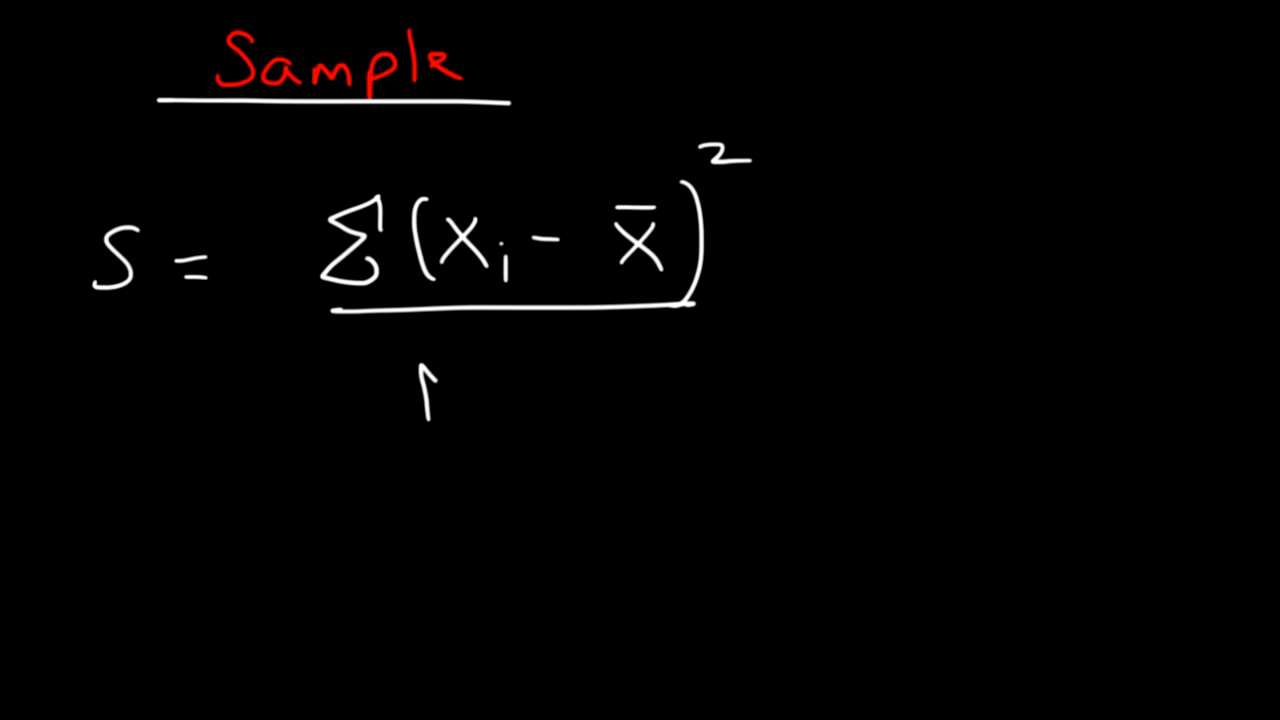 Sample
S = Σ(xᵢ - x̄)²